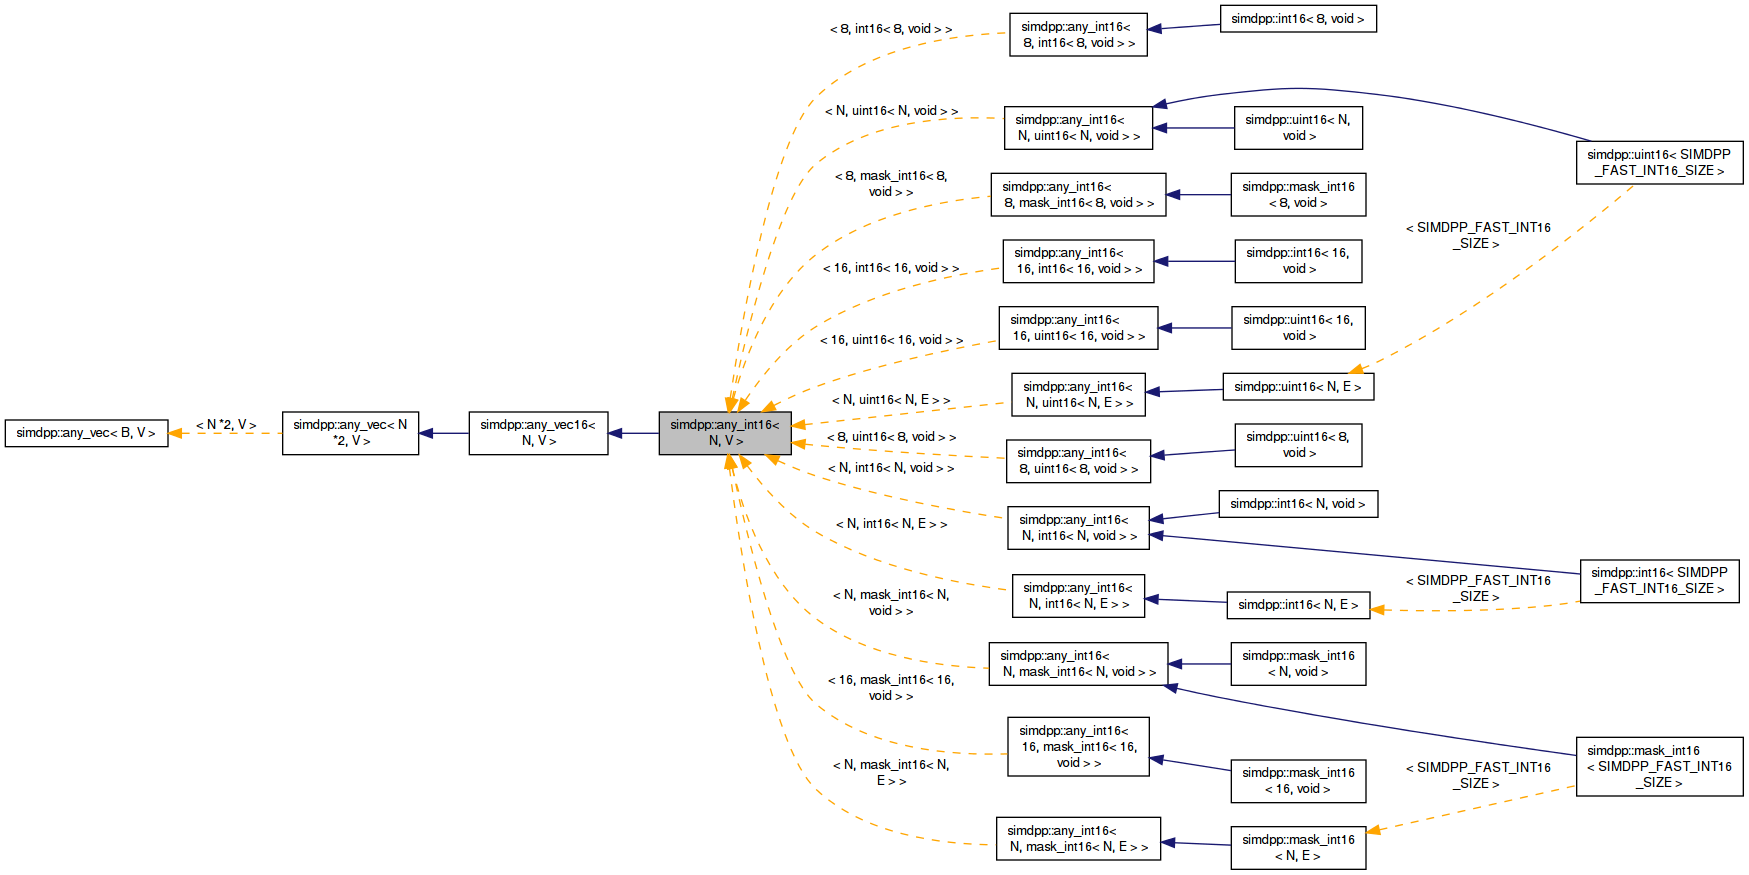 simdpp::any_vec< B, V >
< N *2, V >
simdpp::any_vec< N
*2, V >
simdpp::any_vec16<
N, V >
simdpp::any_int16<
N, V >
< 8, int16< 8, void > >
< N, uint16< N, void > >
< 8, mask_int16< 8,
void > >
< 16, int16< 16, void > >
< 16, uint16< 16, void > >
< N, uint16< N, E > >
< 8, uint16< 8, void > >
< N, int16< N, void > >
< N, int16< N, E > >
< N, mask_int16< N,
void > >
< 16, mask_int16< 16,
void > >
< N, mask_int16< N,
E > >
simdpp::any_int16<
8, int16< 8, void > >
simdpp::any_int16<
N, uint16< N, void > >
simdpp::any_int16<
8, mask_int16< 8, void > >
simdpp::any_int16<
16, int16< 16, void > >
simdpp::any_int16<
16, uint16< 16, void > >
simdpp::any_int16<
N, uint16< N, E > >
simdpp::any_int16<
8, uint16< 8, void > >
simdpp::any_int16<
N, int16< N, void > >
simdpp::any_int16<
N, int16< N, E > >
simdpp::any_int16<
N, mask_int16< N, void > >
simdpp::any_int16<
16, mask_int16< 16,
void > >
simdpp::any_int16<
N, mask_int16< N, E > >
simdpp::int16< 8, void >
simdpp::uint16< N,
void >
simdpp::mask_int16
< 8, void >
simdpp::int16< 16,
void >
simdpp::uint16< 16,
void >
simdpp::uint16< N, E >
simdpp::uint16< 8,
void >
simdpp::int16< N, void >
simdpp::int16< N, E >
simdpp::mask_int16
< N, void >
simdpp::mask_int16
< 16, void >
simdpp::mask_int16
< N, E >
< SIMDPP_FAST_INT16
_SIZE >
< SIMDPP_FAST_INT16
_SIZE >
< SIMDPP_FAST_INT16
_SIZE >
simdpp::uint16< SIMDPP
_FAST_INT16_SIZE >
simdpp::int16< SIMDPP
_FAST_INT16_SIZE >
simdpp::mask_int16
< SIMDPP_FAST_INT16
_SIZE >